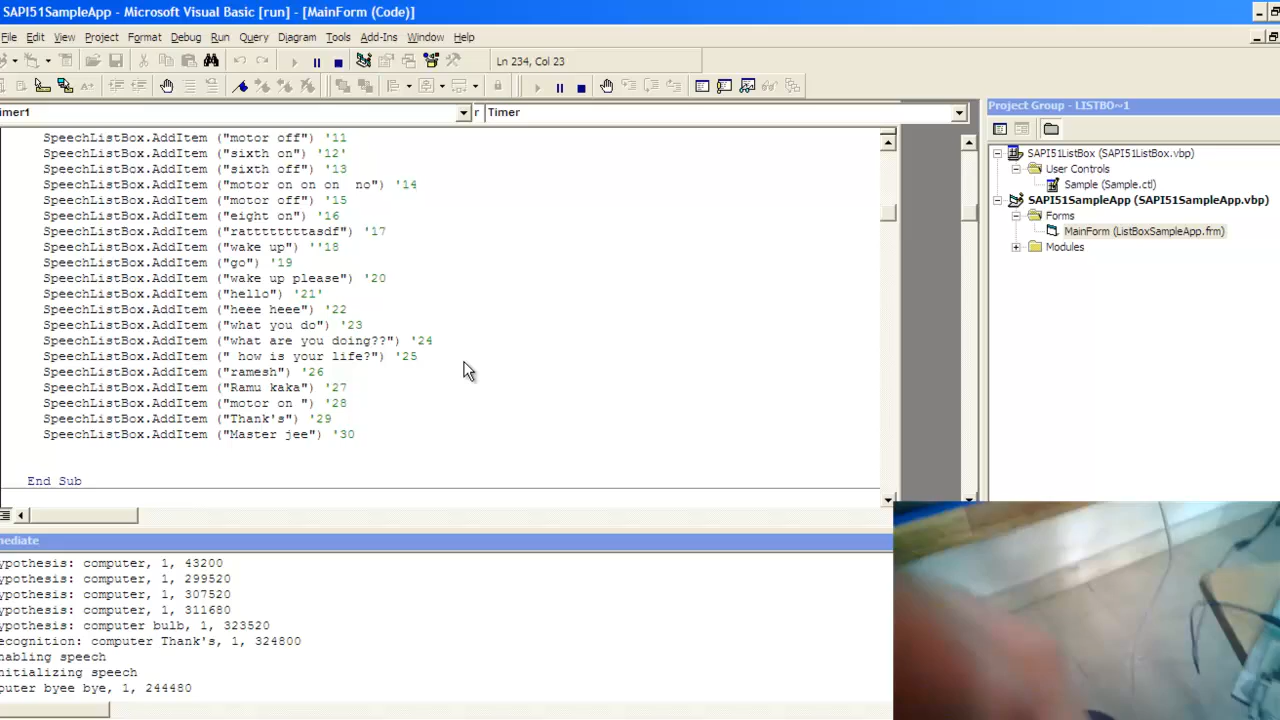 SAPI51SampleApp - Microsoft Visual Basic [run] - [MainForm (Code)]
File Edit View Project Format Debug Run Query Diagram Tools Add-Ins Window Help
Ln 234, Col 23
imer1
r Timer
SpeechListBox.AddItem ("motor off") '11
SpeechListBox.AddItem ("sixth on") '12'
SpeechListBox.AddItem ("sixth off") '13
SpeechListBox.AddItem ("motor on on on  no") '14
SpeechListBox.AddItem ("motor off") '15
SpeechListBox.AddItem ("eight on") '16
SpeechListBox.AddItem ("rattttttttasdf") '17
SpeechListBox.AddItem ("wake up") ''18
SpeechListBox.AddItem ("go") '19
SpeechListBox.AddItem ("wake up please") '20
SpeechListBox.AddItem ("hello") '21'
SpeechListBox.AddItem ("heee heee") '22
SpeechListBox.AddItem ("what you do") '23
SpeechListBox.AddItem ("what are you doing??") '24
SpeechListBox.AddItem (" how is your life?") '25
SpeechListBox.AddItem ("ramesh") '26
SpeechListBox.AddItem ("Ramu kaka") '27
SpeechListBox.AddItem ("motor on ") '28
SpeechListBox.AddItem ("Thank's") '29
SpeechListBox.AddItem ("Master jee") '30
End Sub
Project Group - LISTBO~1
SAPI51ListBox (SAPI51ListBox.vbp)
User Controls
Sample (Sample.ctl)
SAPI51SampleApp (SAPI51SampleApp.vbp)
Forms
MainForm (ListBoxSampleApp.frm)
Modules
mediate
ypothesis: computer, 1, 43200
ypothesis: computer, 1, 299520
ypothesis: computer, 1, 307520
ypothesis: computer, 1, 311680
ypothesis: computer bulb, 1, 323520
ecognition: computer Thank's, 1, 324800
nabling speech
nitializing speech
puter byee bye, 1, 244480